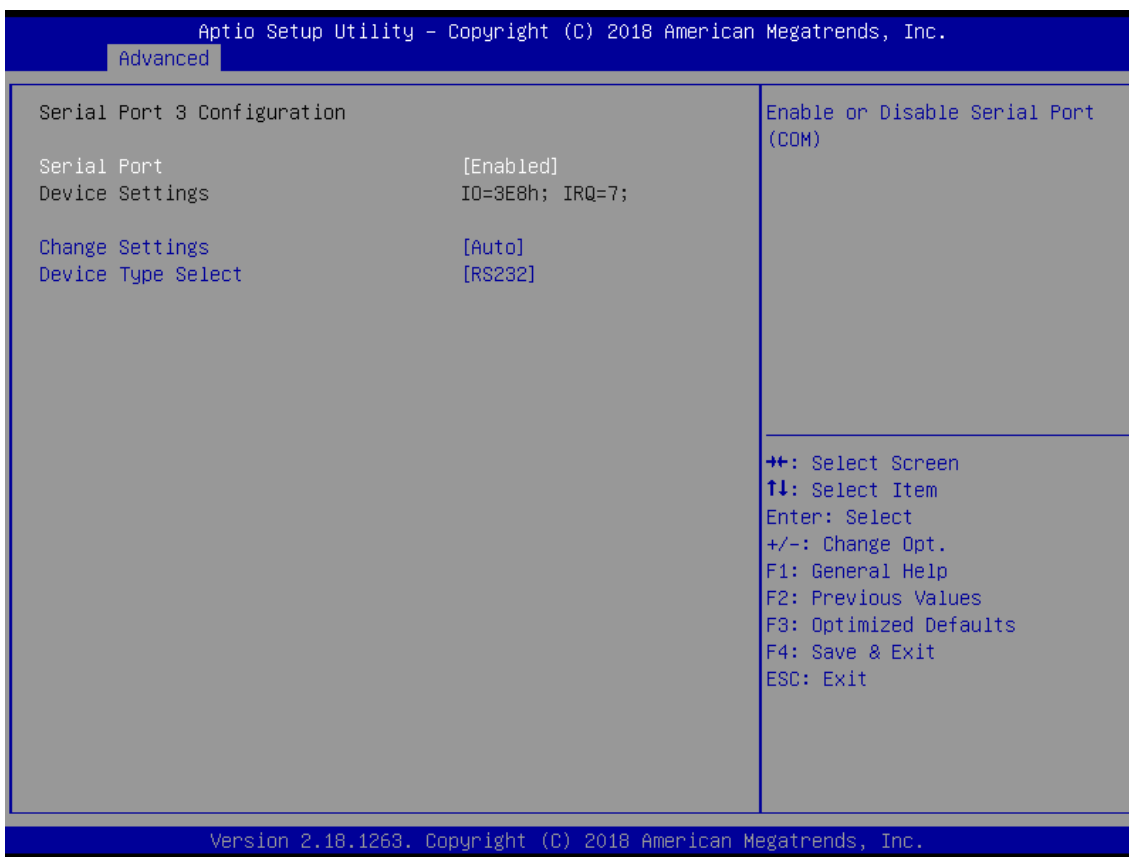 Aptio Setup Utility – Copyright (C) 2018 American Megatrends, Inc.
Advanced
Serial Port 3 Configuration
Serial Port [Enabled]
Device Settings IO=3E8h; IRQ=7;
Change Settings [Auto]
Device Type Select [RS232]
Enable or Disable Serial Port
(COM)
→←: Select Screen
↑↓: Select Item
Enter: Select
+/-: Change Opt.
F1: General Help
F2: Previous Values
F3: Optimized Defaults
F4: Save & Exit
ESC: Exit
Version 2.18.1263. Copyright (C) 2018 American Megatrends, Inc.